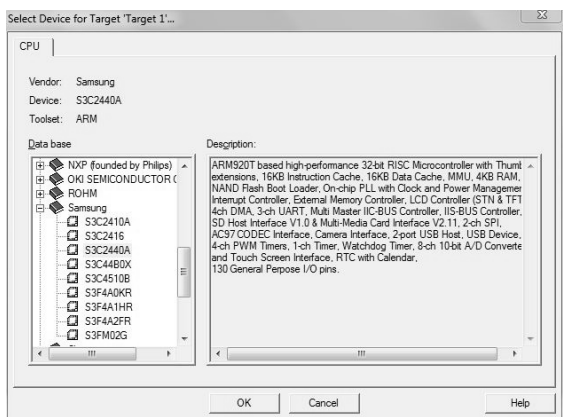 Select Device for Target 'Target 1'...
CPU
Vendor: Samsung
Device: S3C2440A
Toolset: ARM
Data base
Description:
NXP (founded by Philips)
OKI SEMICONDUCTOR
ROHM
Samsung
S3C2410A
S3C2416
S3C2440A
S3C44B0X
S3C4510B
S3F4A0KR
S3F4A1HR
S3F4A2FR
S3FM02G
ARM920T based high-performance 32-bit RISC Microcontroller with Thumb
extensions, 16KB Instruction Cache, 16KB Data Cache, MMU, 4KB RAM,
NAND Flash Boot Loader, On-chip PLL with Clock and Power Managemer
Interrupt Controller, External Memory Controller, LCD Controller (STN & TFT
4ch DMA, 3-ch UART, Multi Master IIC-BUS Controller, IIS-BUS Controller,
SD Host Interface V1.0 & Multi-Media Card Interface V2.11, 2-ch SPI,
AC97 CODEC Interface, Camera Interface, 2-port USB Host, USB Device,
4-ch PWM Timers, 1-ch Timer, Watchdog Timer, 8-ch 10-bit A/D Converte
and Touch Screen Interface, RTC with Calendar,
130 General Perpose I/O pins.
OK
Cancel
Help